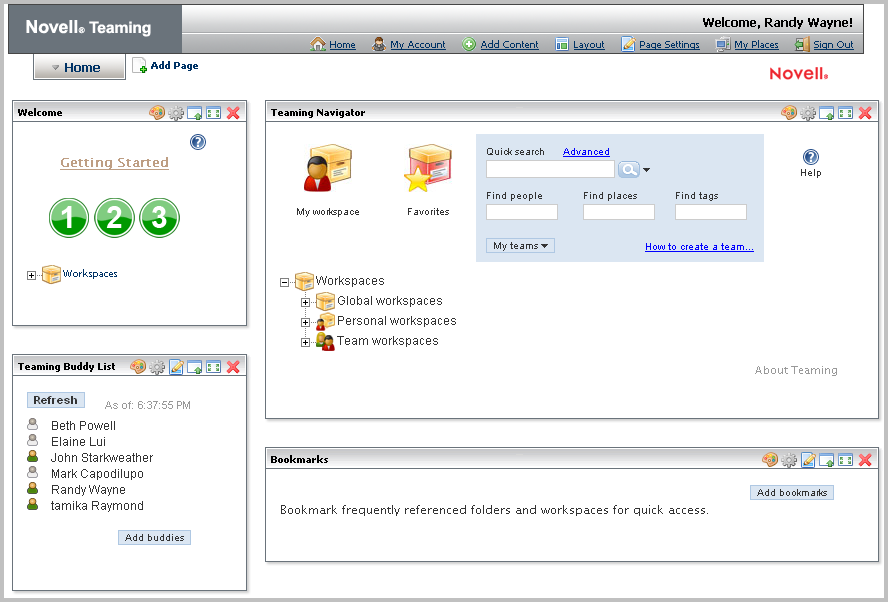 Novell® Teaming
Welcome, Randy Wayne!
Home My Account Add Content Layout Page Settings My Places Sign Out
Home Add Page
Novell®
Welcome
Getting Started
1 2 3
Workspaces
Teaming Navigator
My workspace Favorites
Quick search Advanced
Find people Find places Find tags
My teams How to create a team...
Help
Workspaces
Global workspaces
Personal workspaces
Team workspaces
About Teaming
Teaming Buddy List
Refresh As of: 6:37:55 PM
Beth Powell
Elaine Lui
John Starkweather
Mark Capodilupo
Randy Wayne
tamika Raymond
Add buddies
Bookmarks
Add bookmarks
Bookmark frequently referenced folders and workspaces for quick access.